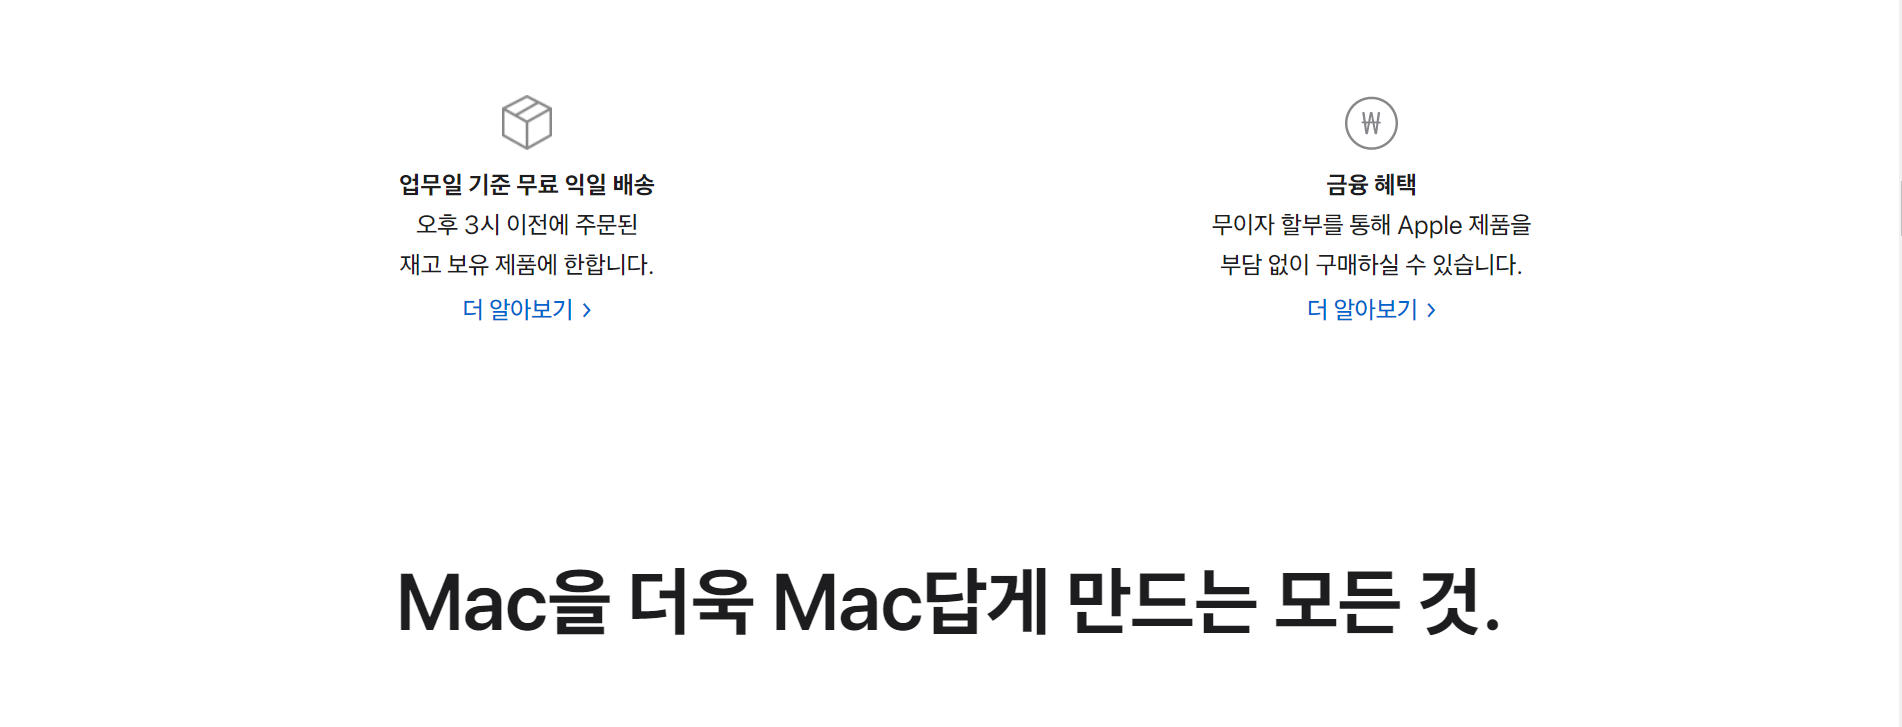 ₩
업무일 기준 무료 익일 배송
오후 3시 이전에 주문된
재고 보유 제품에 한합니다.
더 알아보기 >
금융 혜택
무이자 할부를 통해 Apple 제품을
부담 없이 구매하실 수 있습니다.
더 알아보기 >
Mac을 더욱 Mac답게 만드는 모든 것.